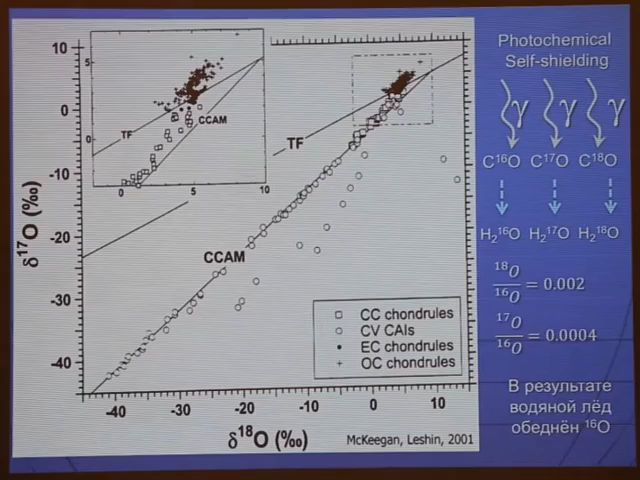 Photochemical
Self-shielding
γ γ γ
C¹⁶O C¹⁷O C¹⁸O
H₂¹⁶O H₂¹⁷O H₂¹⁸O
¹⁸O/¹⁶O = 0.002
¹⁷O/¹⁶O = 0.0004
В результате
водяной лёд
обеднён ¹⁶O
δ¹⁷O (‰)
10
0
-10
-20
-30
-40
5
0
TF
CCAM
0 5 10
TF
CCAM
□ CC chondrules
○ CV CAIs
• EC chondrules
+ OC chondrules
-40 -30 -20 -10 0 10
δ¹⁸O (‰)
McKeegan, Leshin, 2001